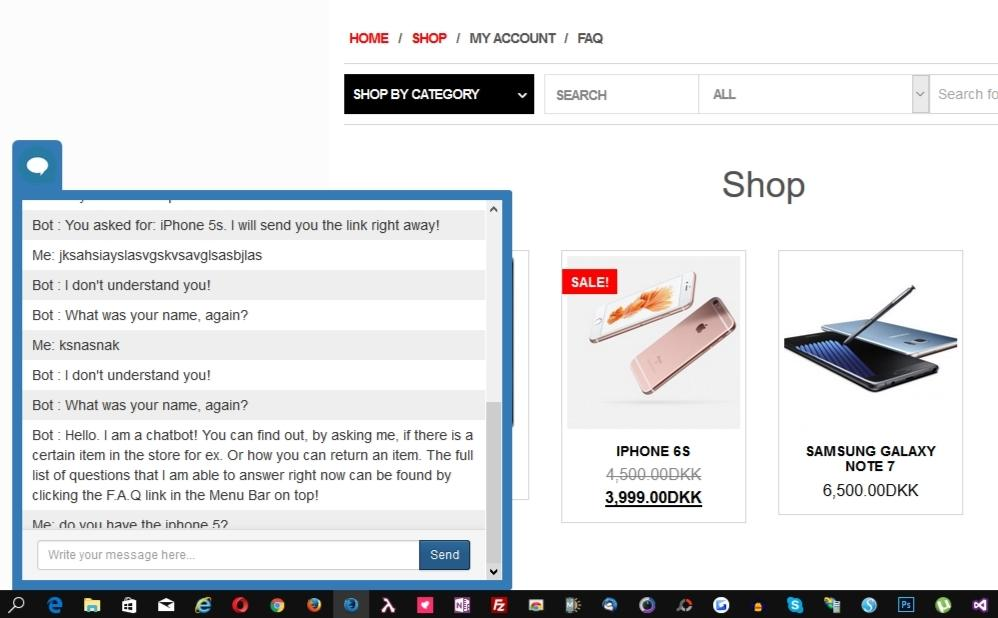 HOME / SHOP / MY ACCOUNT / FAQ
SHOP BY CATEGORY
SEARCH
ALL
Search fo
Shop
Bot : You asked for: iPhone 5s. I will send you the link right away!
Me: jksahsiayslasvgskvsavglsasbjlas
Bot : I don't understand you!
Bot : What was your name, again?
Me: ksnasnak
Bot : I don't understand you!
Bot : What was your name, again?
Bot : Hello. I am a chatbot! You can find out, by asking me, if there is a
certain item in the store for ex. Or how you can return an item. The full
list of questions that I am able to answer right now can be found by
clicking the F.A.Q link in the Menu Bar on top!
Me: do you have the iphone 5?
Write your message here...
Send
SALE!
IPHONE 6S
4,500.00DKK
3,999.00DKK
SAMSUNG GALAXY
NOTE 7
6,500.00DKK